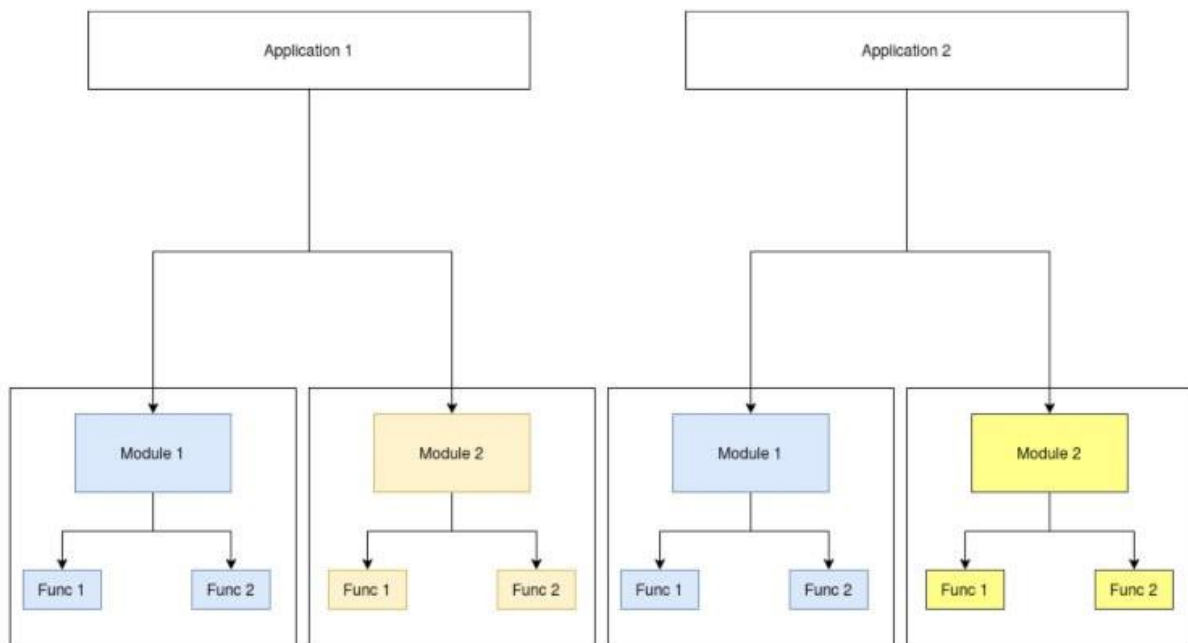 Application 1
Application 2
Module 1
Module 2
Module 1
Module 2
Func 1
Func 2
Func 1
Func 2
Func 1
Func 2
Func 1
Func 2